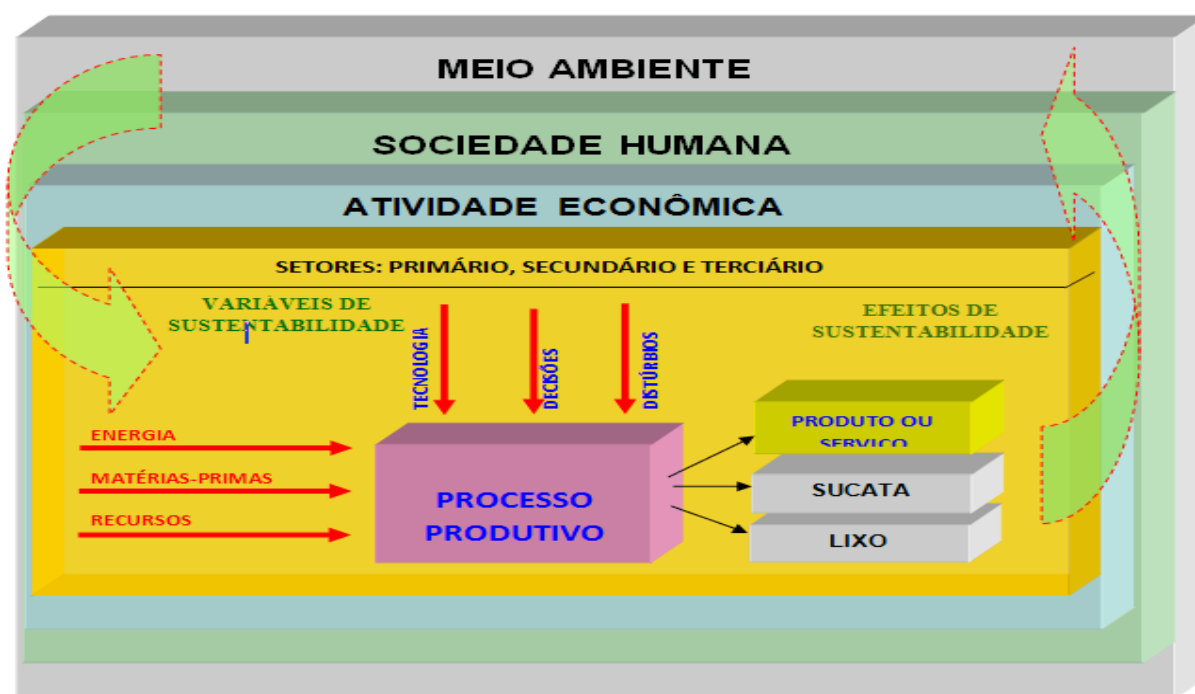 MEIO AMBIENTE
SOCIEDADE HUMANA
ATIVIDADE ECONÔMICA
SETORES: PRIMÁRIO, SECUNDÁRIO E TERCIÁRIO
VARIÁVEIS DE
SUSTENTABILIDADE
EFEITOS DE
SUSTENTABILIDADE
TECNOLOGIA
DECISÕES
DISTÚRBIOS
ENERGIA
MATÉRIAS-PRIMAS
RECURSOS
PROCESSO
PRODUTIVO
PRODUTO OU
SERVIÇO
SUCATA
LIXO